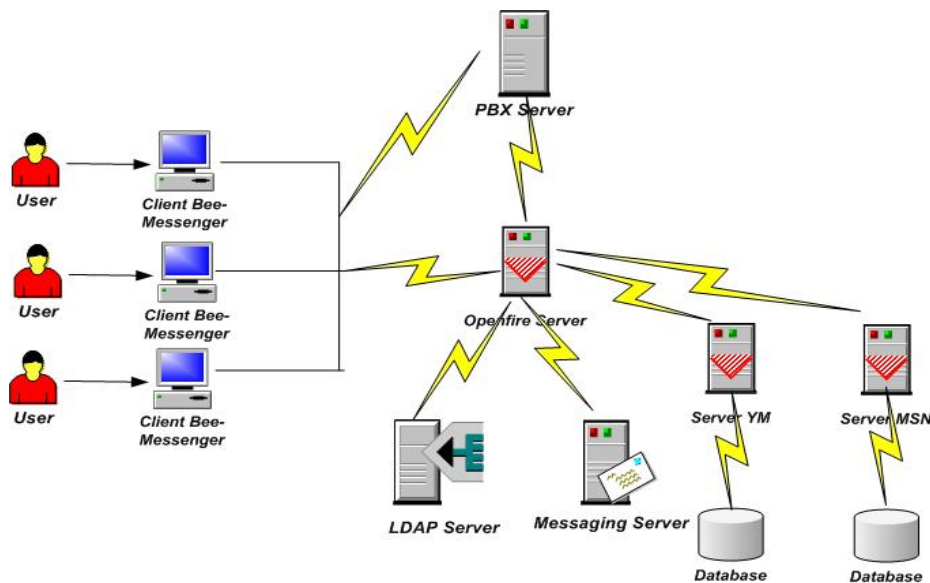 PBX Server
User
Client Bee-
Messenger
User
Client Bee-
Messenger
Openfire Server
User
Client Bee-
Messenger
Server YM
Server MSN
LDAP Server
Messaging Server
Database
Database